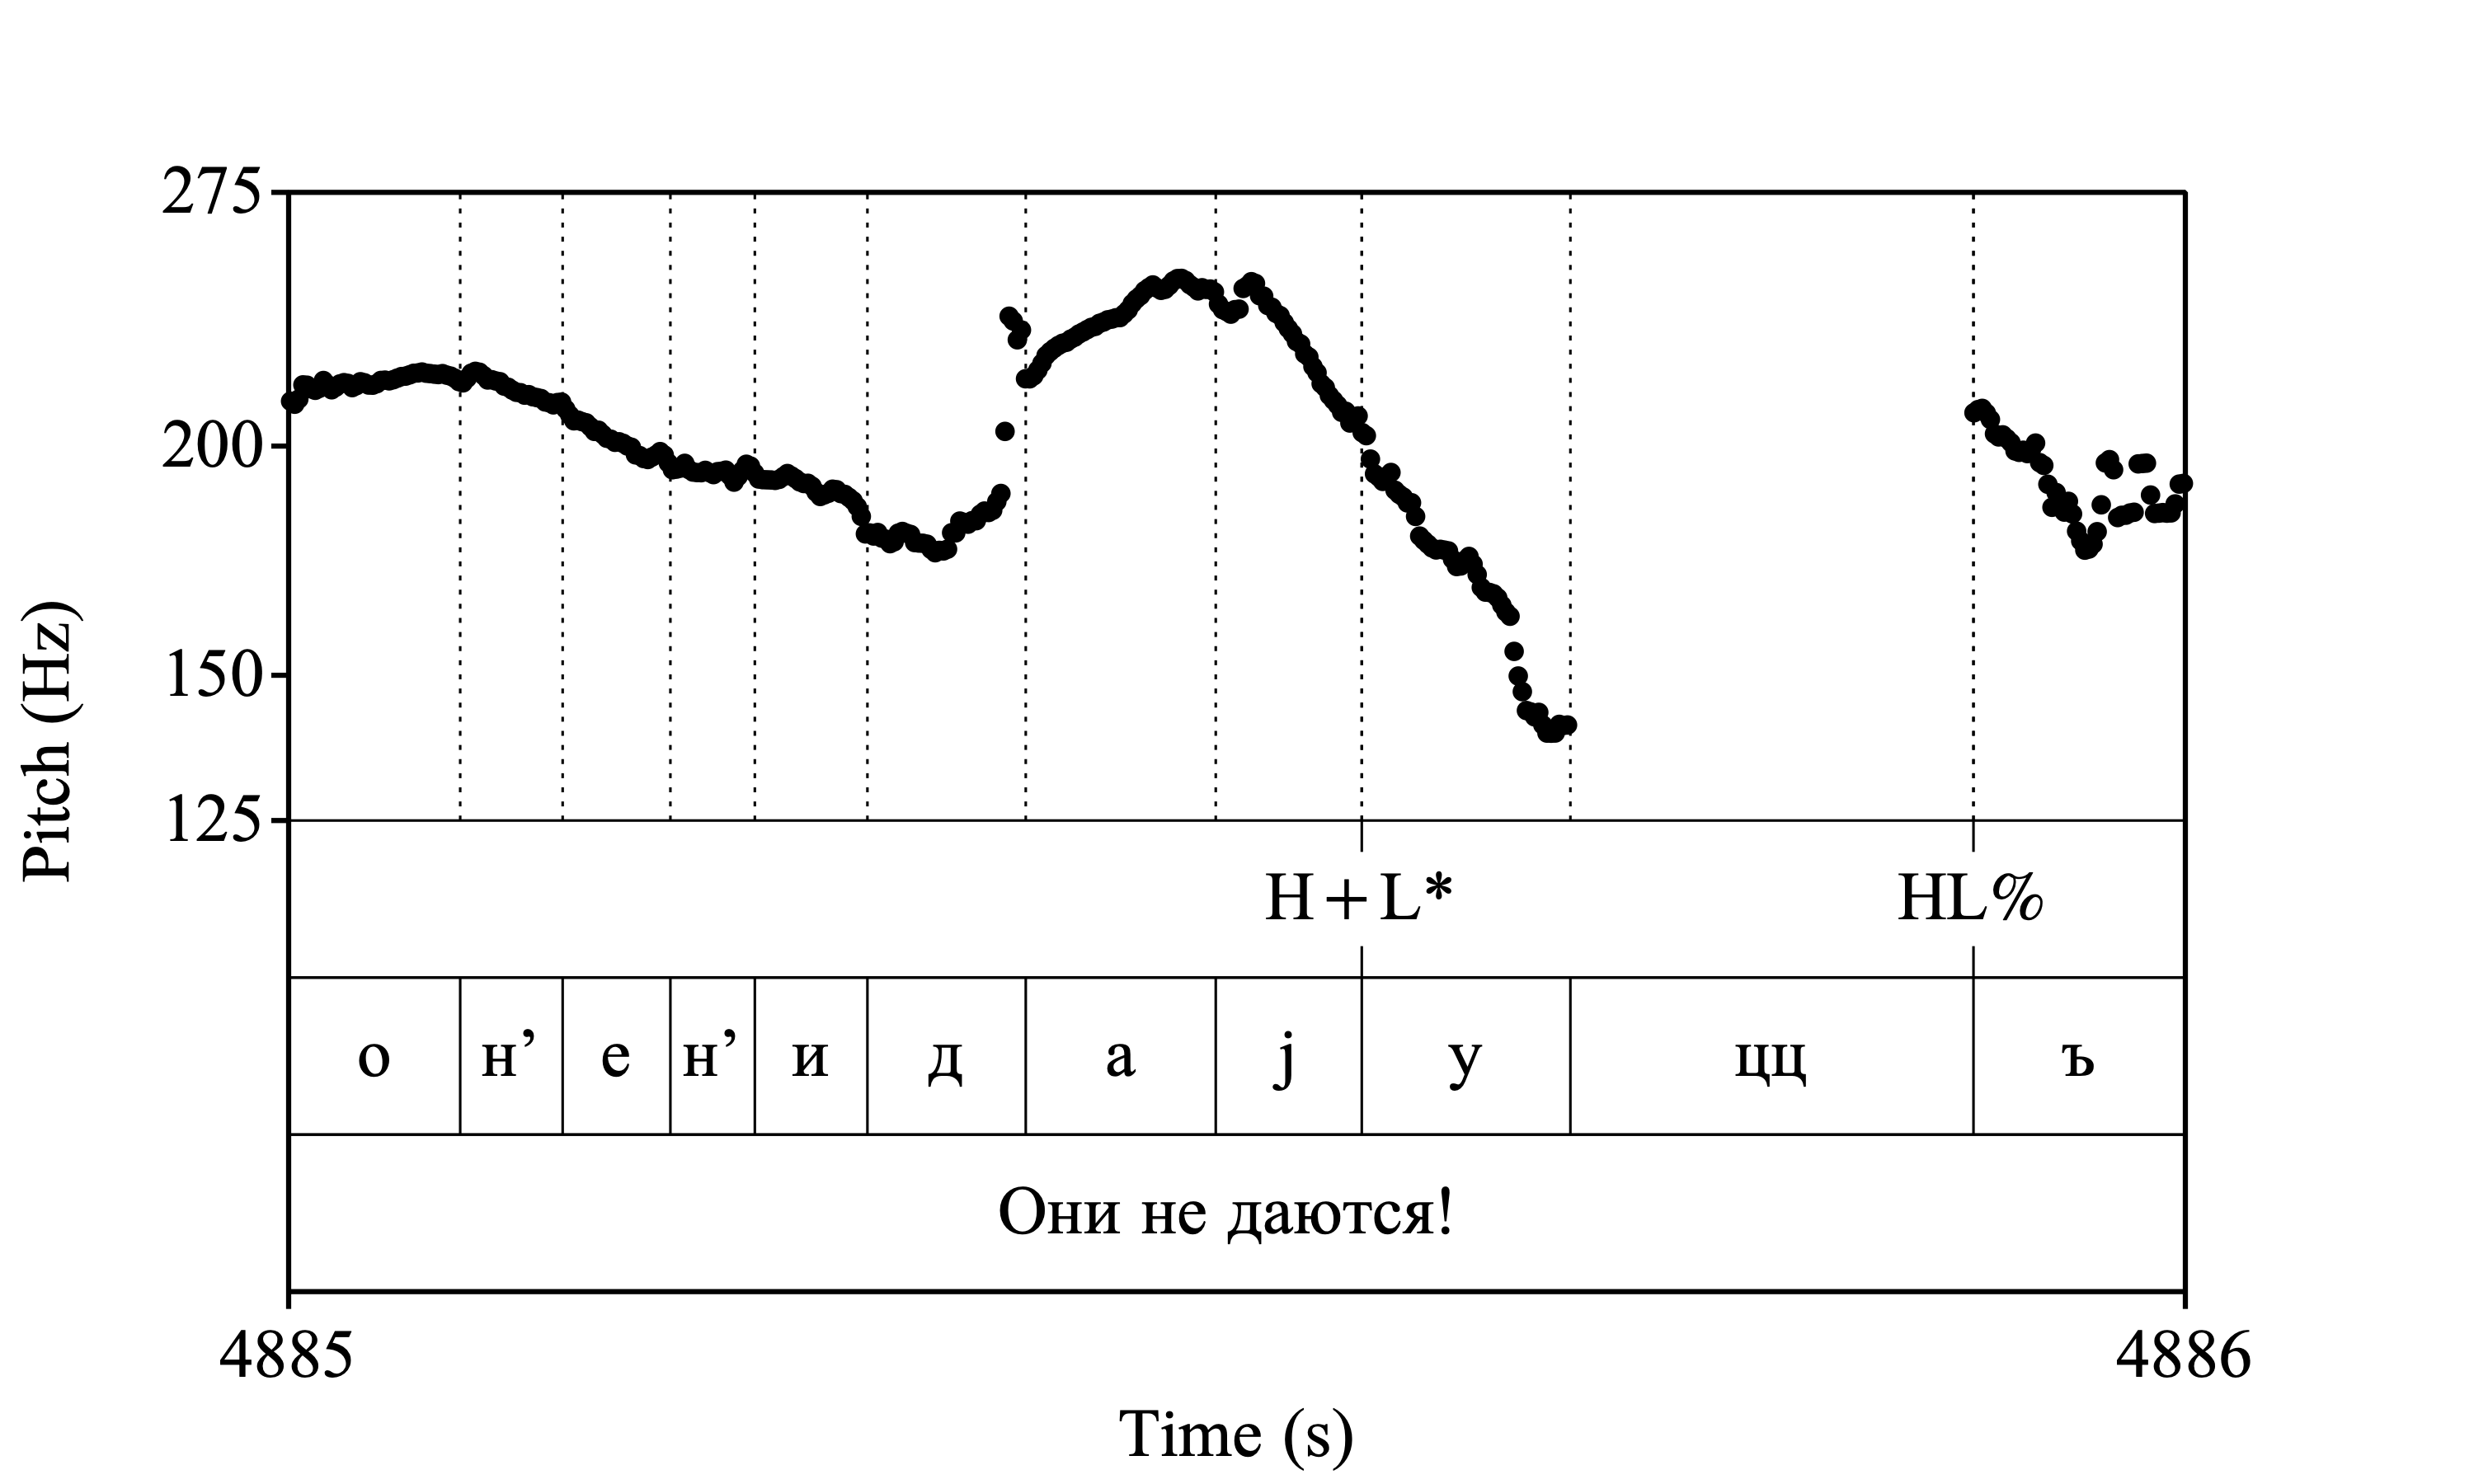 275
200
150
125
Pitch (Hz)
H+L* HL%
о н’ е н’ и д а j у цц ъ
Они не даются!
4885 4886
Time (s)